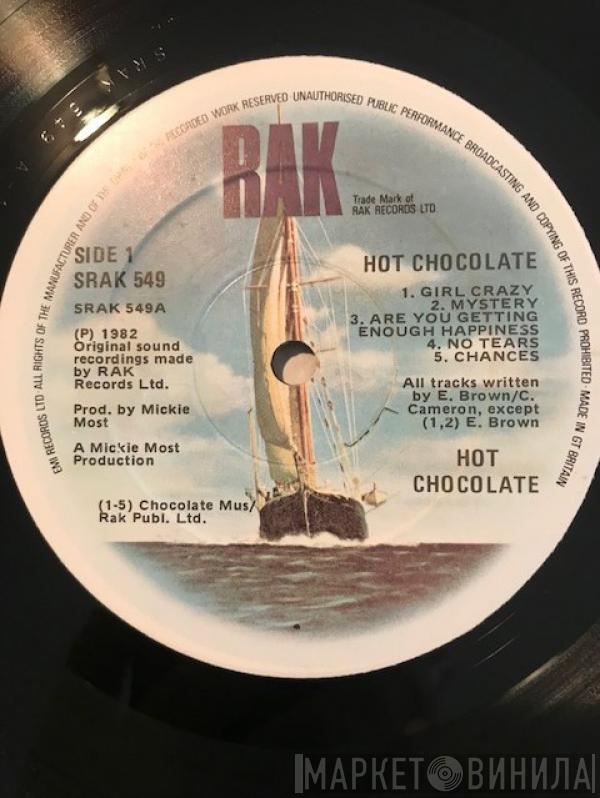 SRAK 549 A
EMI RECORDS LTD · ALL RIGHTS OF THE MANUFACTURER AND OF THE OWNER OF THE RECORDED WORK RESERVED · UNAUTHORISED PUBLIC PERFORMANCE BROADCASTING AND COPYING OF THIS RECORD PROHIBITED · MADE IN GT BRITAIN
RAK
Trade Mark of
RAK RECORDS LTD.
SIDE 1
SRAK 549
SRAK 549A
(P) 1982
Original sound
recordings made
by RAK
Records Ltd.
Prod. by Mickie
Most
A Mickie Most
Production
(1-5) Chocolate Mus/
Rak Publ. Ltd.
HOT CHOCOLATE
1. GIRL CRAZY
2. MYSTERY
3. ARE YOU GETTING
ENOUGH HAPPINESS
4. NO TEARS
5. CHANCES
All tracks written
by E. Brown/C.
Cameron, except
(1,2) E. Brown
HOT
CHOCOLATE
МАРКЕТ ВИНИЛА